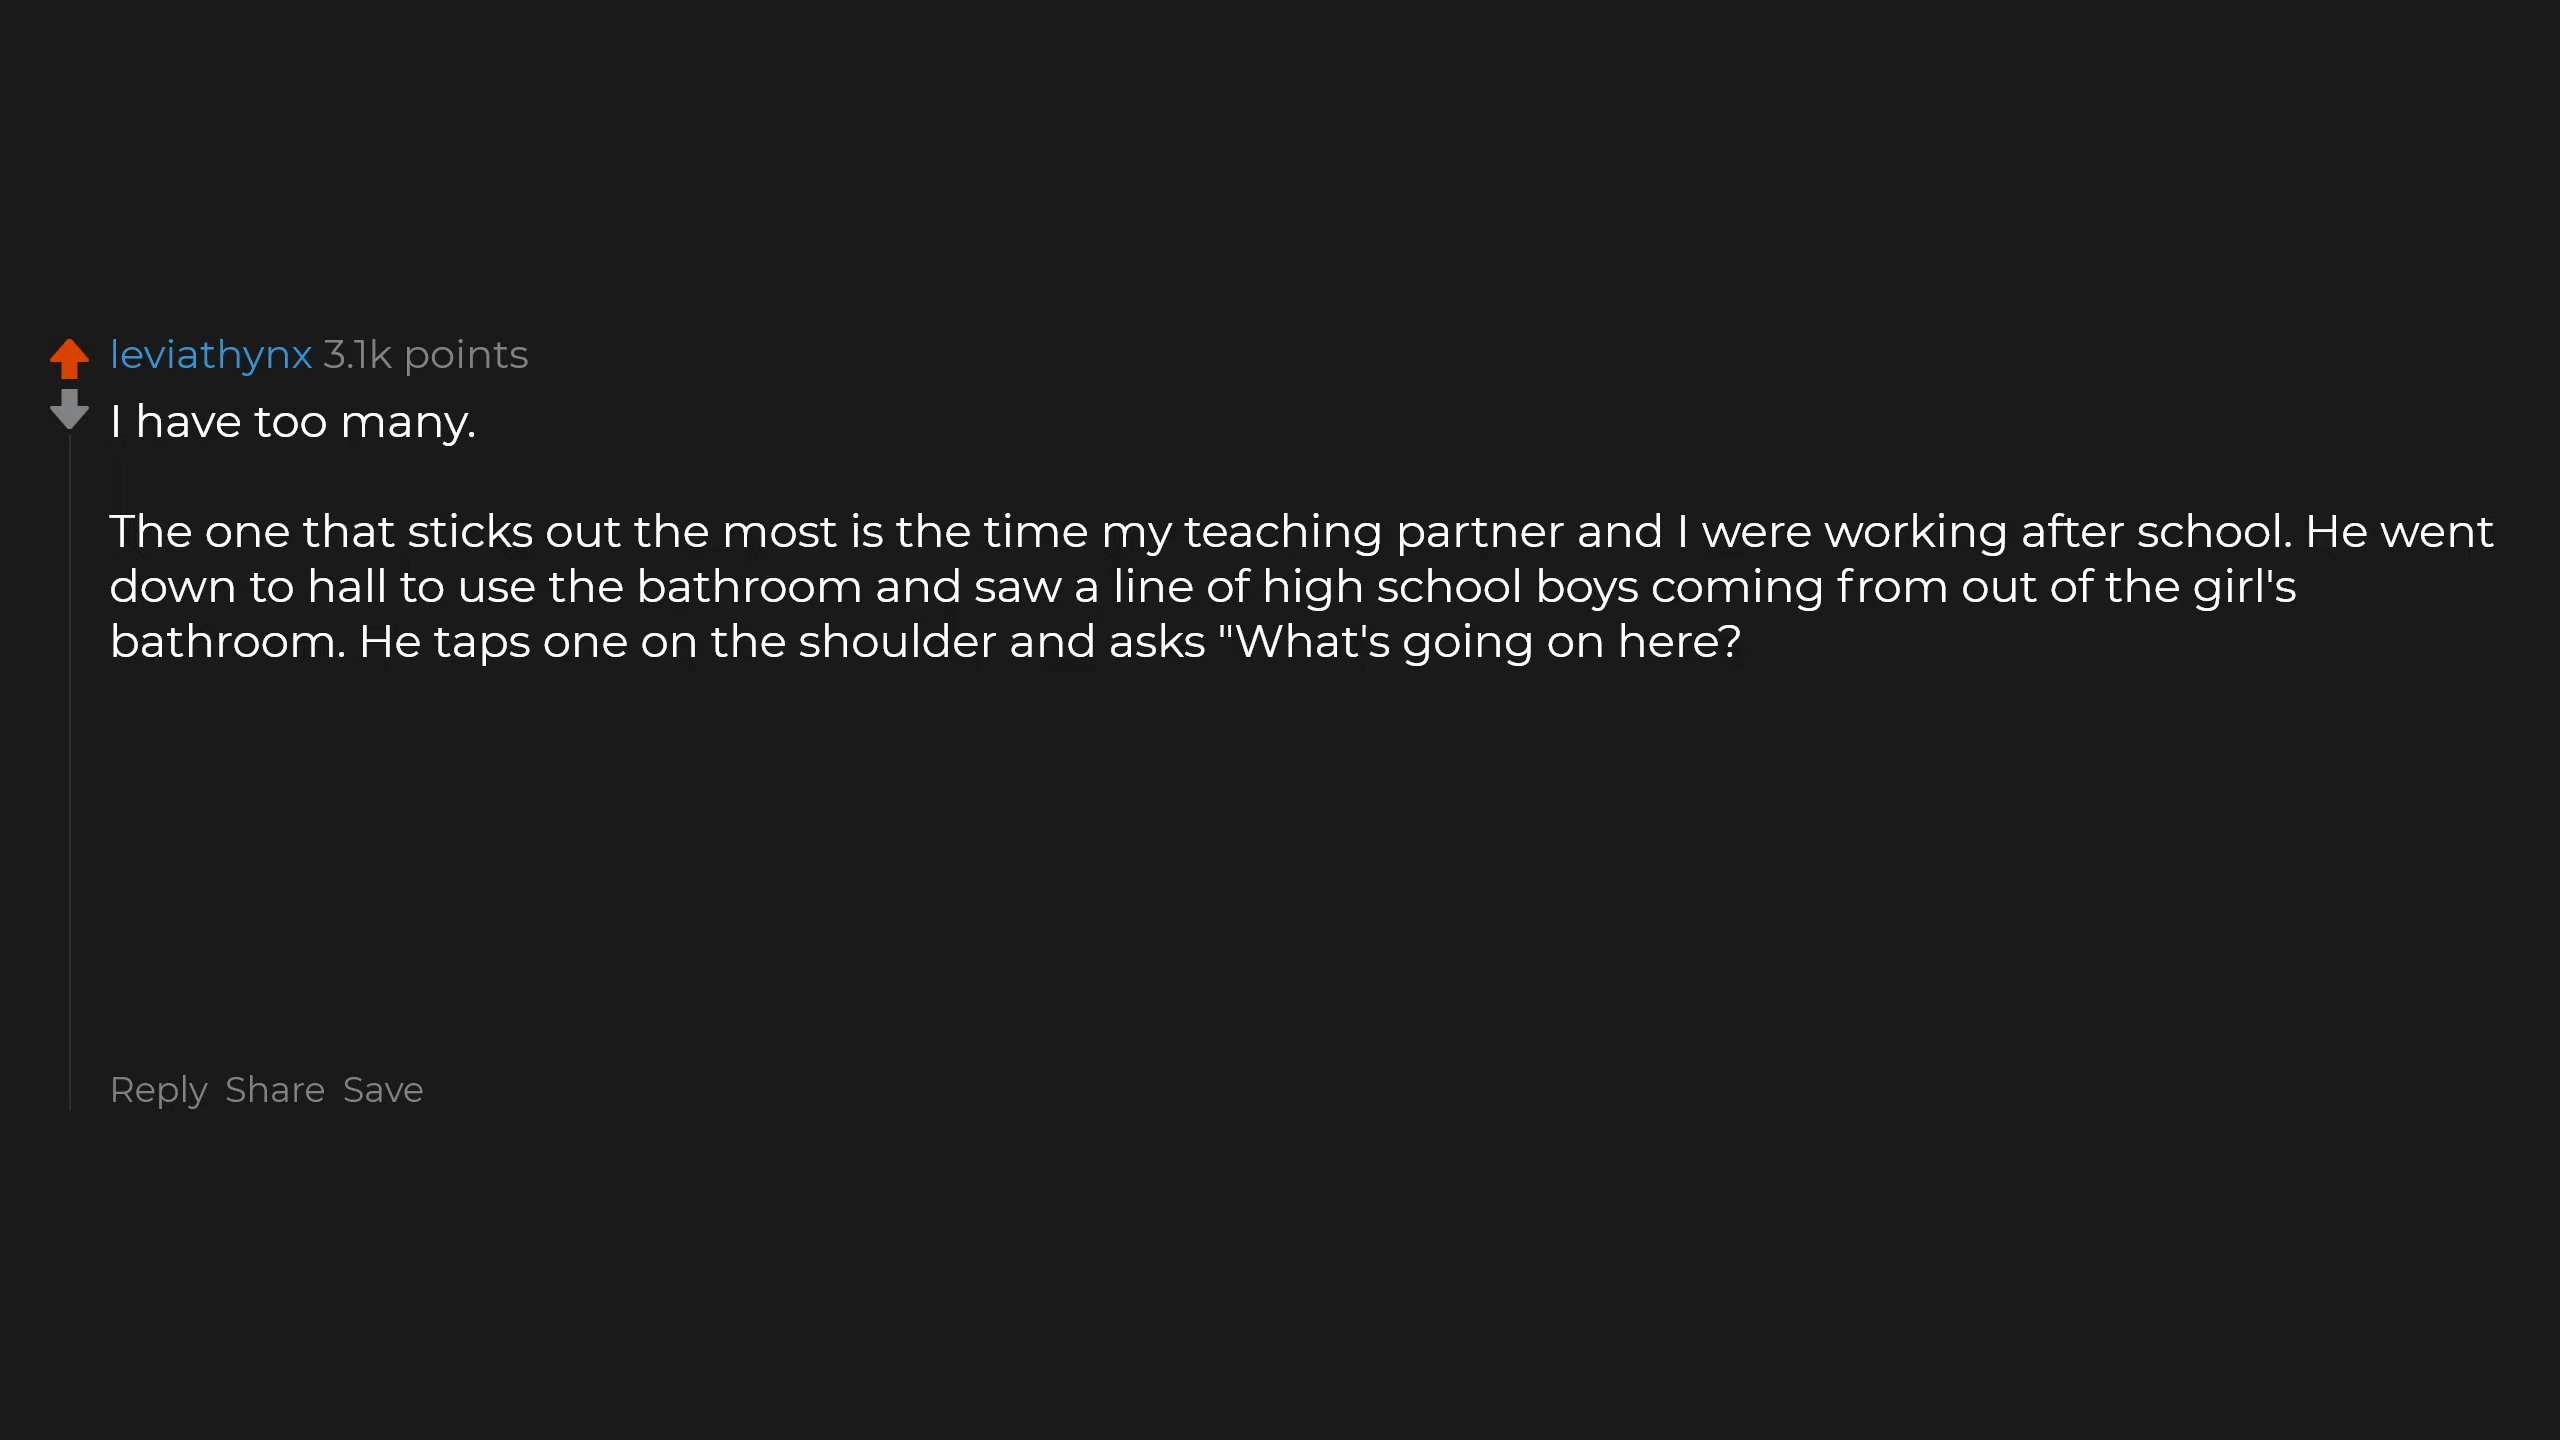 leviathynx 3.1k points
I have too many.
The one that sticks out the most is the time my teaching partner and I were working after school. He went
down to hall to use the bathroom and saw a line of high school boys coming from out of the girl's
bathroom. He taps one on the shoulder and asks "What's going on here?
Reply Share Save